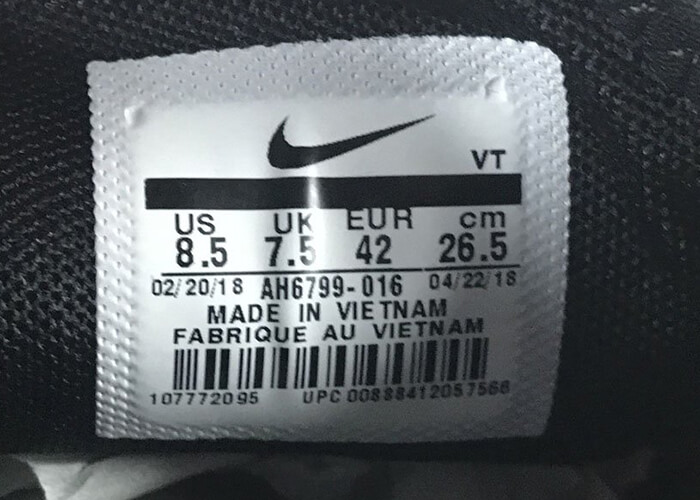 VT
US UK EUR cm
8.5 7.5 42 26.5
02/20/18 AH6799-016 04/22/18
MADE IN VIETNAM
FABRIQUE AU VIETNAM
107772095 UPC 00888412057566